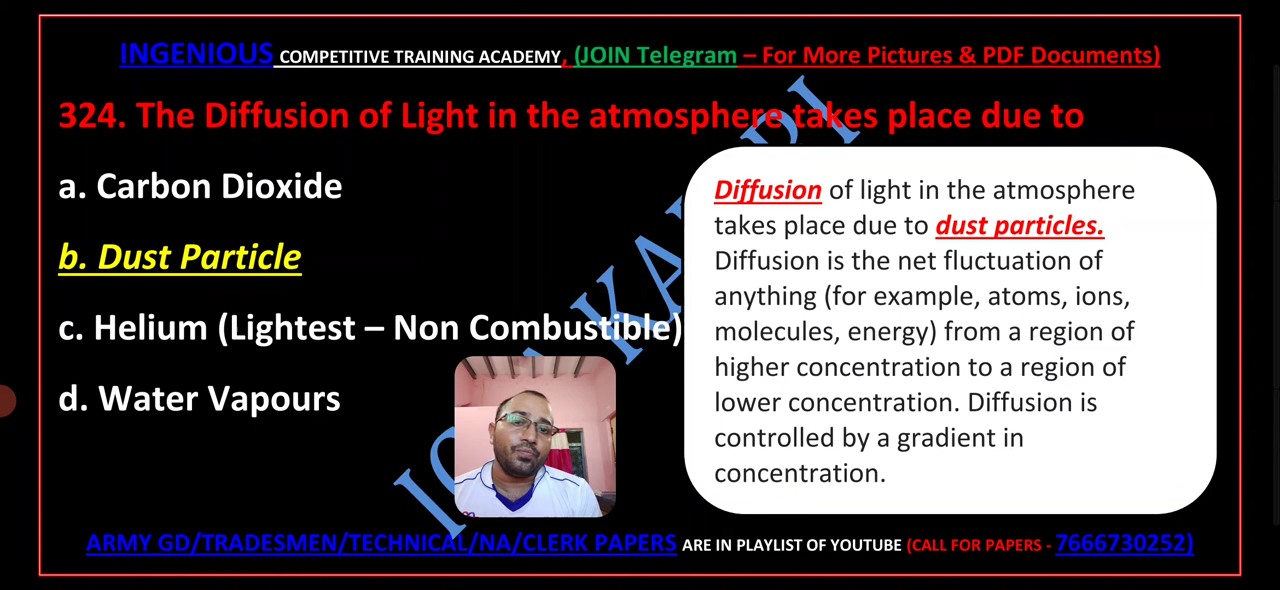 INGENIOUS COMPETITIVE TRAINING ACADEMY, (JOIN Telegram – For More Pictures & PDF Documents)
324. The Diffusion of Light in the atmosphere takes place due to
a. Carbon Dioxide
b. Dust Particle
c. Helium (Lightest – Non Combustible)
d. Water Vapours
Diffusion of light in the atmosphere
takes place due to dust particles.
Diffusion is the net fluctuation of
anything (for example, atoms, ions,
molecules, energy) from a region of
higher concentration to a region of
lower concentration. Diffusion is
controlled by a gradient in
concentration.
ARMY GD/TRADESMEN/TECHNICAL/NA/CLERK PAPERS ARE IN PLAYLIST OF YOUTUBE (CALL FOR PAPERS - 7666730252)